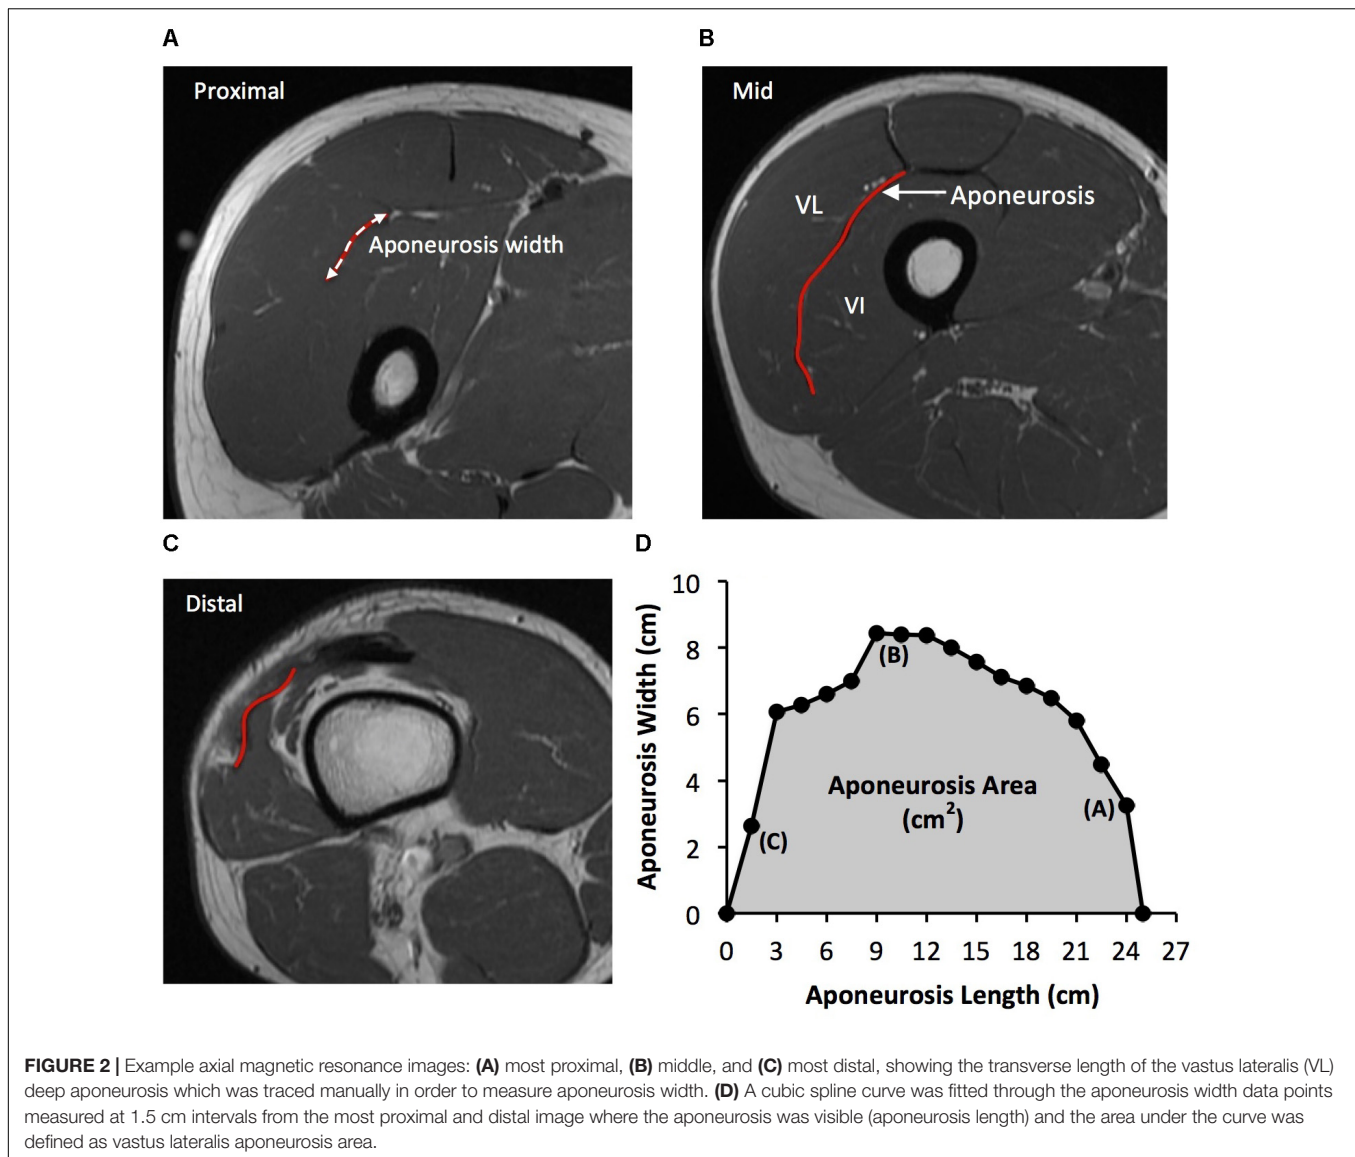 A
Proximal
Aponeurosis width
B
Mid
VL
Aponeurosis
VI
C
Distal
D
Aponeurosis Width (cm)
10
8
6
4
2
0
(B)
(A)
(C)
Aponeurosis Area
(cm²)
0 3 6 9 12 15 18 21 24 27
Aponeurosis Length (cm)
FIGURE 2 | Example axial magnetic resonance images: (A) most proximal, (B) middle, and (C) most distal, showing the transverse length of the vastus lateralis (VL)
deep aponeurosis which was traced manually in order to measure aponeurosis width. (D) A cubic spline curve was fitted through the aponeurosis width data points
measured at 1.5 cm intervals from the most proximal and distal image where the aponeurosis was visible (aponeurosis length) and the area under the curve was
defined as vastus lateralis aponeurosis area.